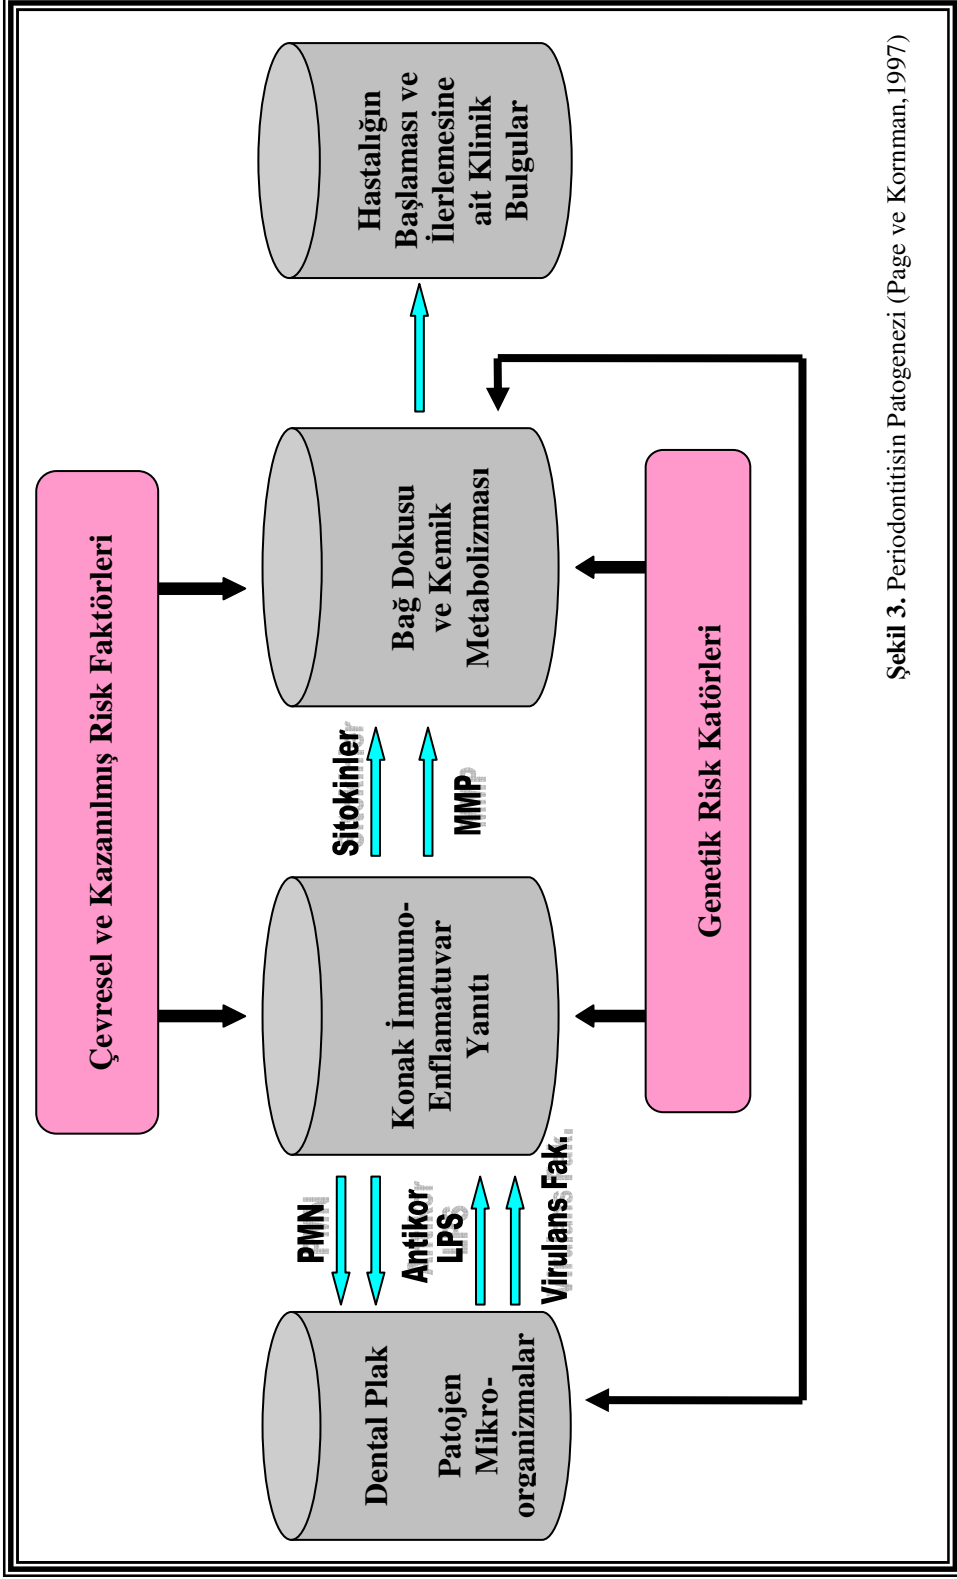 Çevresel ve Kazanılmış Risk Faktörleri
Dental Plak
Patojen
Mikro-
organizmalar
PMN
Antikor
LPS
Virulans Fak.
Konak İmmuno-
Enflamatuvar
Yanıtı
Sitokinler
MMP
Bağ Dokusu
ve Kemik
Metabolizması
Hastalığın
Başlaması ve
İlerlemesine
ait Klinik
Bulgular
Genetik Risk Katörleri
Şekil 3. Periodontitisin Patogenezi (Page ve Kornman,1997)